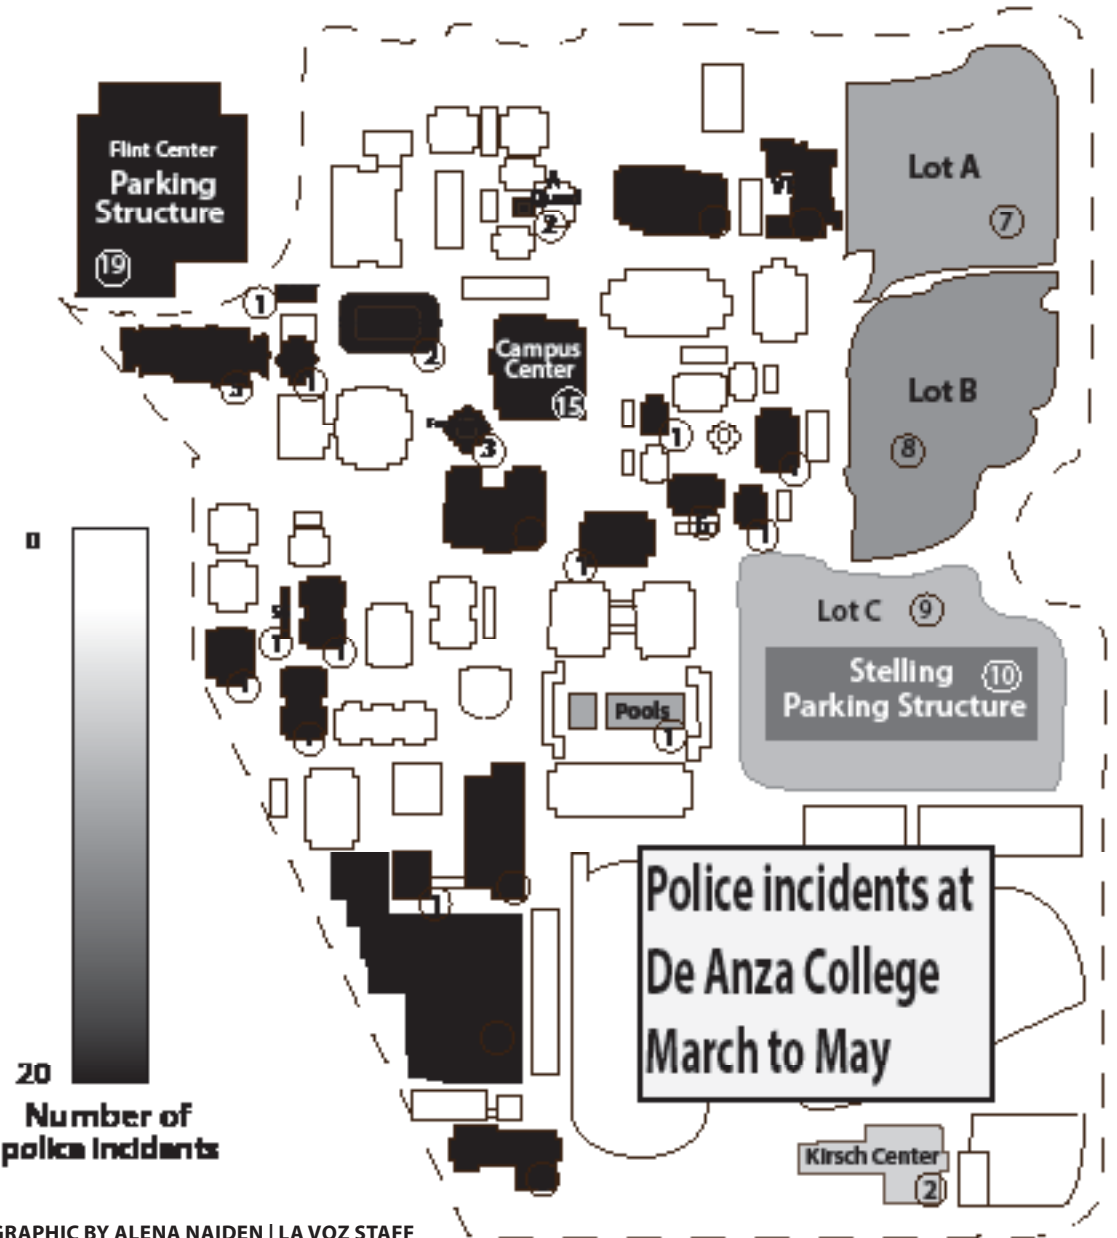 Flint Center
Parking
Structure
19
Lot A
7
2
1
2
Campus
Center
15
3
1
Lot B
8
3
1
1
1
1
Lot C
9
Stelling
10
Parking Structure
0
1
1
1
1
Pools
1
1
Police incidents at
De Anza College
March to May
20
Number of
police incidents
Kirsch Center
2
GRAPHIC BY ALENA NAIDEN | LA VOZ STAFF